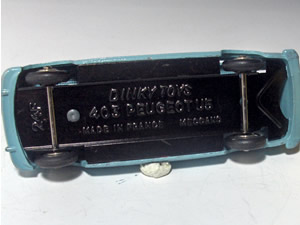 DINKY TOYS
403 PEUGEOT U5
MADE IN FRANCE MECCANO